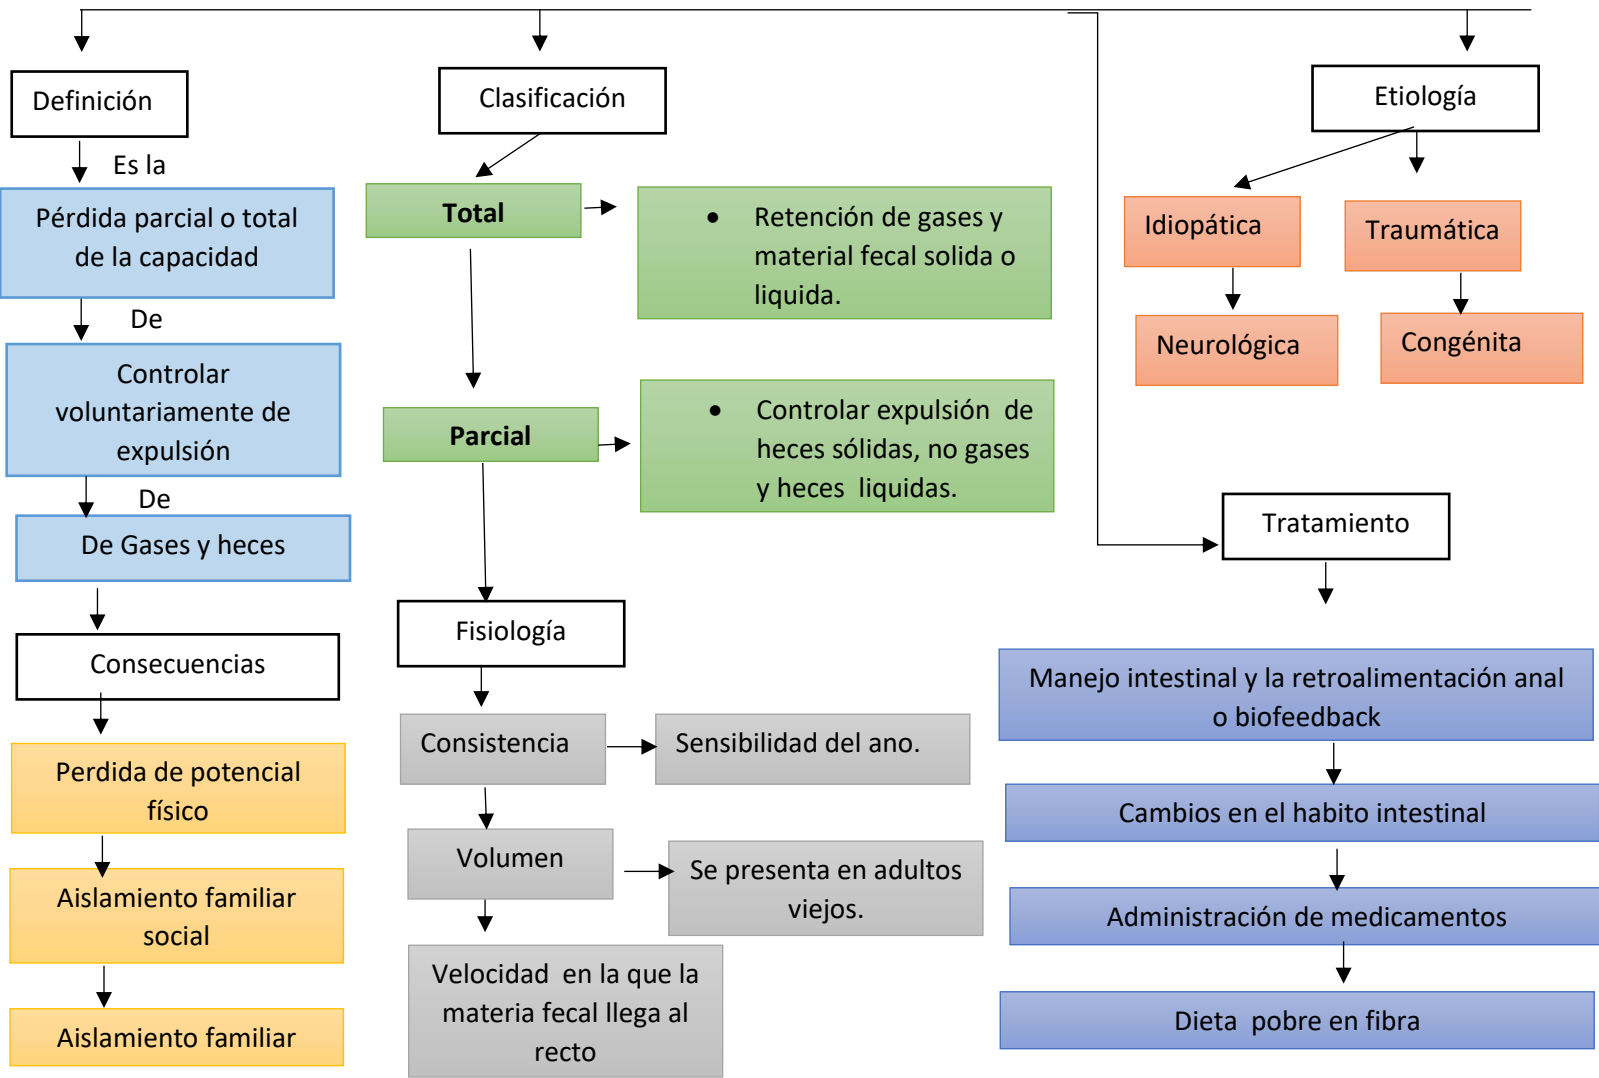 Definición
Es la
Pérdida parcial o total
de la capacidad
De
Controlar
voluntariamente de
expulsión
De
De Gases y heces
Consecuencias
Perdida de potencial
físico
Aislamiento familiar
social
Aislamiento familiar
Clasificación
Total
• Retención de gases y
material fecal solida o
liquida.
Parcial
• Controlar expulsión de
heces sólidas, no gases
y heces liquidas.
Fisiología
Consistencia
Sensibilidad del ano.
Volumen
Se presenta en adultos
viejos.
Velocidad en la que la
materia fecal llega al
recto
Etiología
Idiopática
Traumática
Neurológica
Congénita
Tratamiento
Manejo intestinal y la retroalimentación anal
o biofeedback
Cambios en el habito intestinal
Administración de medicamentos
Dieta pobre en fibra